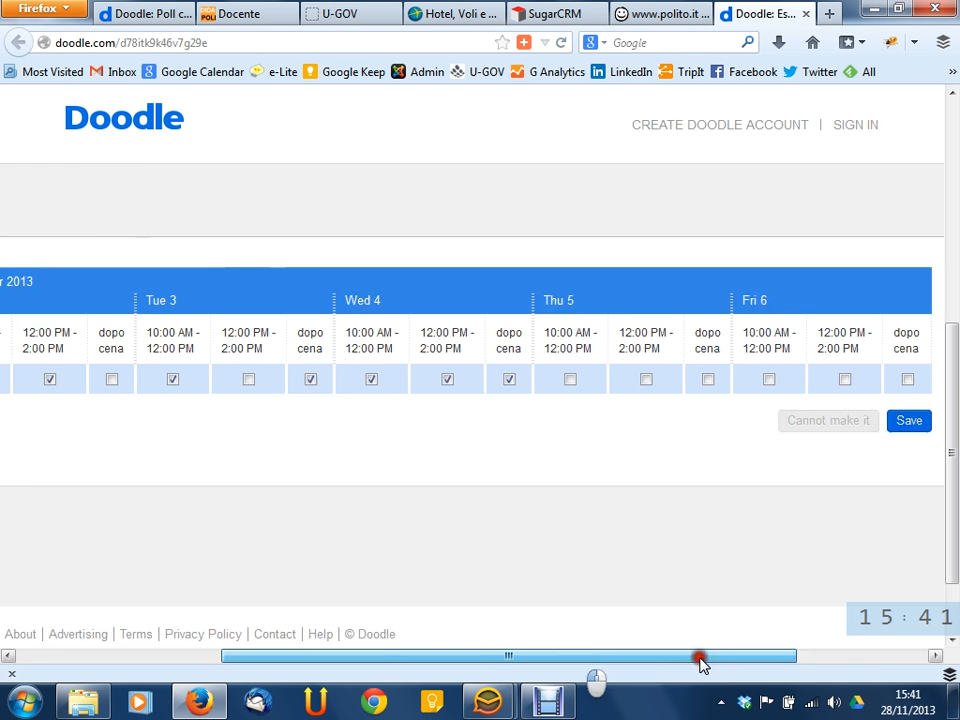 Firefox
Doodle: Poll c...
Docente
U-GOV
Hotel, Voli e ...
SugarCRM
www.polito.it ...
Doodle: Es...
doodle.com/d78itk9k46v7g29e
Google
Most Visited
Inbox
Google Calendar
e-Lite
Google Keep
Admin
U-GOV
G Analytics
LinkedIn
TripIt
Facebook
Twitter
All
Doodle
CREATE DOODLE ACCOUNT | SIGN IN
r 2013
Tue 3 Wed 4 Thu 5 Fri 6
12:00 PM - dopo 10:00 AM - 12:00 PM - dopo 10:00 AM - 12:00 PM - dopo 10:00 AM - 12:00 PM - dopo 10:00 AM - 12:00 PM - dopo
2:00 PM cena 12:00 PM 2:00 PM cena 12:00 PM 2:00 PM cena 12:00 PM 2:00 PM cena 12:00 PM 2:00 PM cena
Cannot make it Save
15:41
About | Advertising | Terms | Privacy Policy | Contact | Help | © Doodle
15:41
28/11/2013